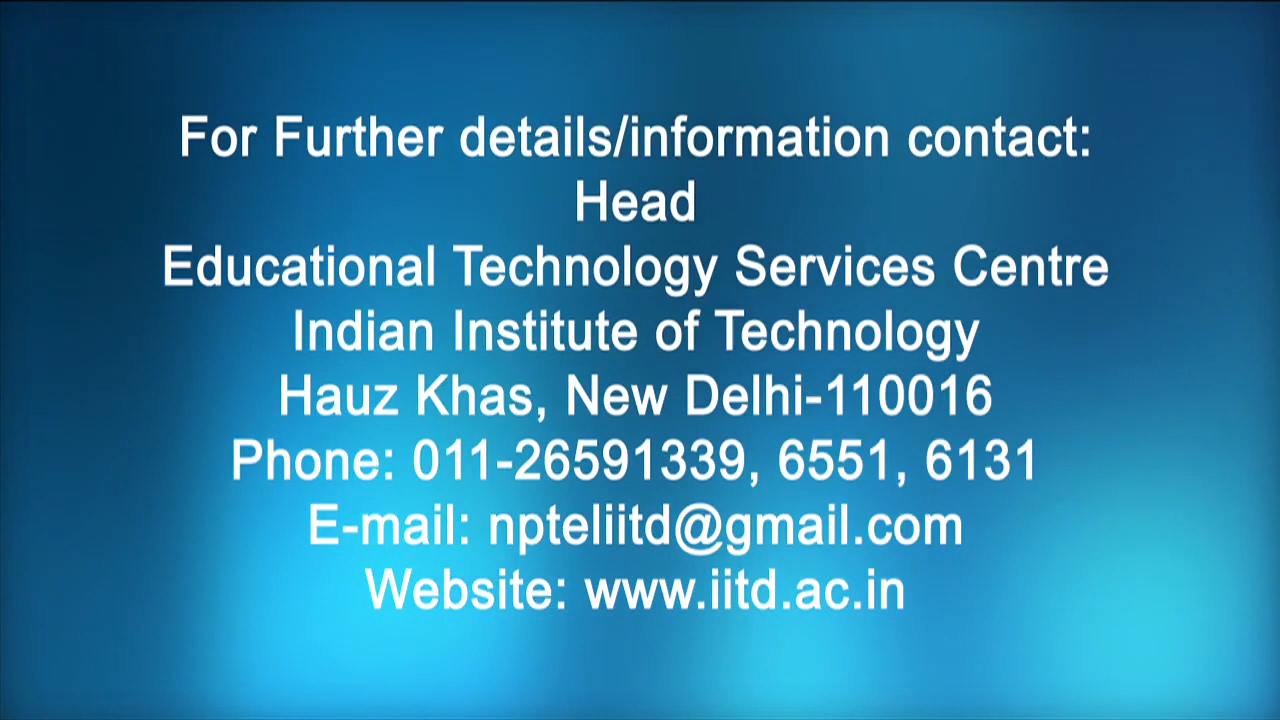 For Further details/information contact:
Head
Educational Technology Services Centre
Indian Institute of Technology
Hauz Khas, New Delhi-110016
Phone: 011-26591339, 6551, 6131
E-mail: npteliitd@gmail.com
Website: www.iitd.ac.in